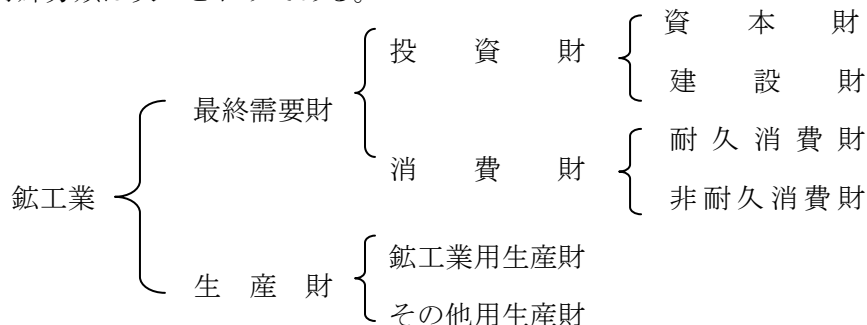 資本財
投資財
建設財
最終需要財
耐久消費財
消費財
鉱工業
非耐久消費財
鉱工業用生産財
生産財
その他用生産財